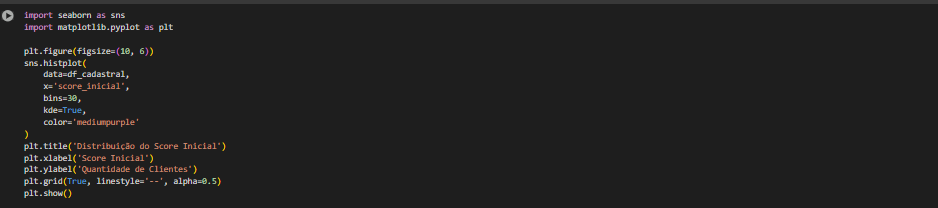 import seaborn as sns
import matplotlib.pyplot as plt
plt.figure(figsize=(10, 6))
sns.histplot(
data=df_cadastral,
x='score_inicial',
bins=30,
kde=True,
color='mediumpurple'
)
plt.title('Distribuição do Score Inicial')
plt.xlabel('Score Inicial')
plt.ylabel('Quantidade de Clientes')
plt.grid(True, linestyle='--', alpha=0.5)
plt.show()